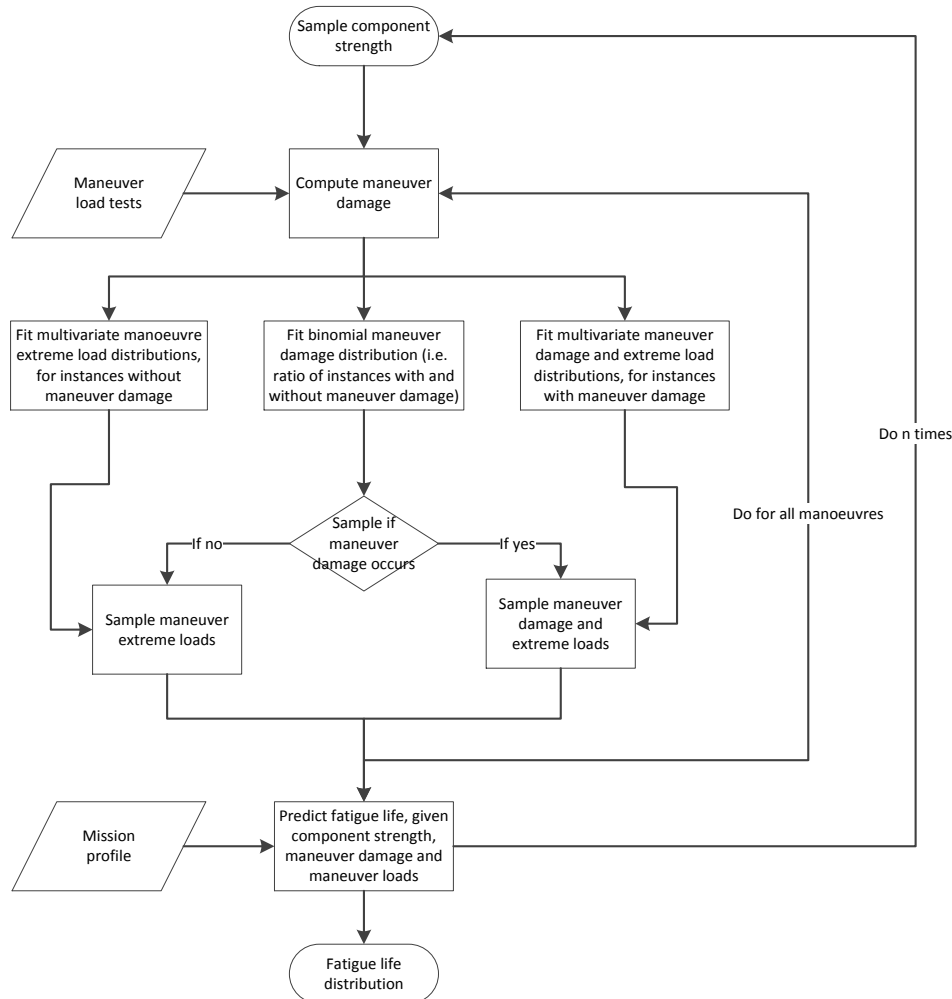 Sample component
strength
Maneuver
load tests
Compute maneuver
damage
Fit multivariate manoeuvre
extreme load distributions,
for instances without
maneuver damage
Fit binomial maneuver
damage distribution (i.e.
ratio of instances with and
without maneuver damage)
Fit multivariate maneuver
damage and extreme load
distributions, for instances
with maneuver damage
Do n times
Do for all manoeuvres
Sample if
maneuver
damage occurs
If no
If yes
Sample maneuver
extreme loads
Sample maneuver
damage and
extreme loads
Mission
profile
Predict fatigue life, given
component strength,
maneuver damage and
maneuver loads
Fatigue life
distribution